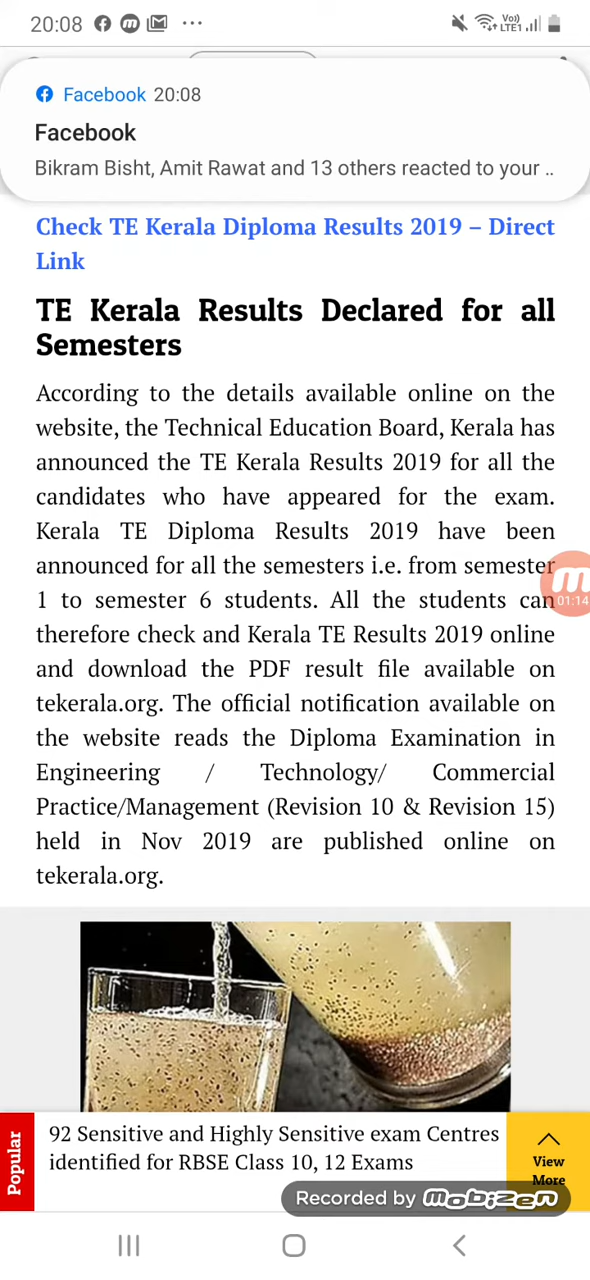 20:08
Vo))
LTE1
Facebook 20:08
Facebook
Bikram Bisht, Amit Rawat and 13 others reacted to your ..
Check TE Kerala Diploma Results 2019 – Direct
Link
TE Kerala Results Declared for all
Semesters
According to the details available online on the
website, the Technical Education Board, Kerala has
announced the TE Kerala Results 2019 for all the
candidates who have appeared for the exam.
Kerala TE Diploma Results 2019 have been
announced for all the semesters i.e. from semester
1 to semester 6 students. All the students can
therefore check and Kerala TE Results 2019 online
and download the PDF result file available on
tekerala.org. The official notification available on
the website reads the Diploma Examination in
Engineering / Technology/ Commercial
Practice/Management (Revision 10 & Revision 15)
held in Nov 2019 are published online on
tekerala.org.
01:14
Popular
92 Sensitive and Highly Sensitive exam Centres
identified for RBSE Class 10, 12 Exams
View
More
Recorded by mobizen